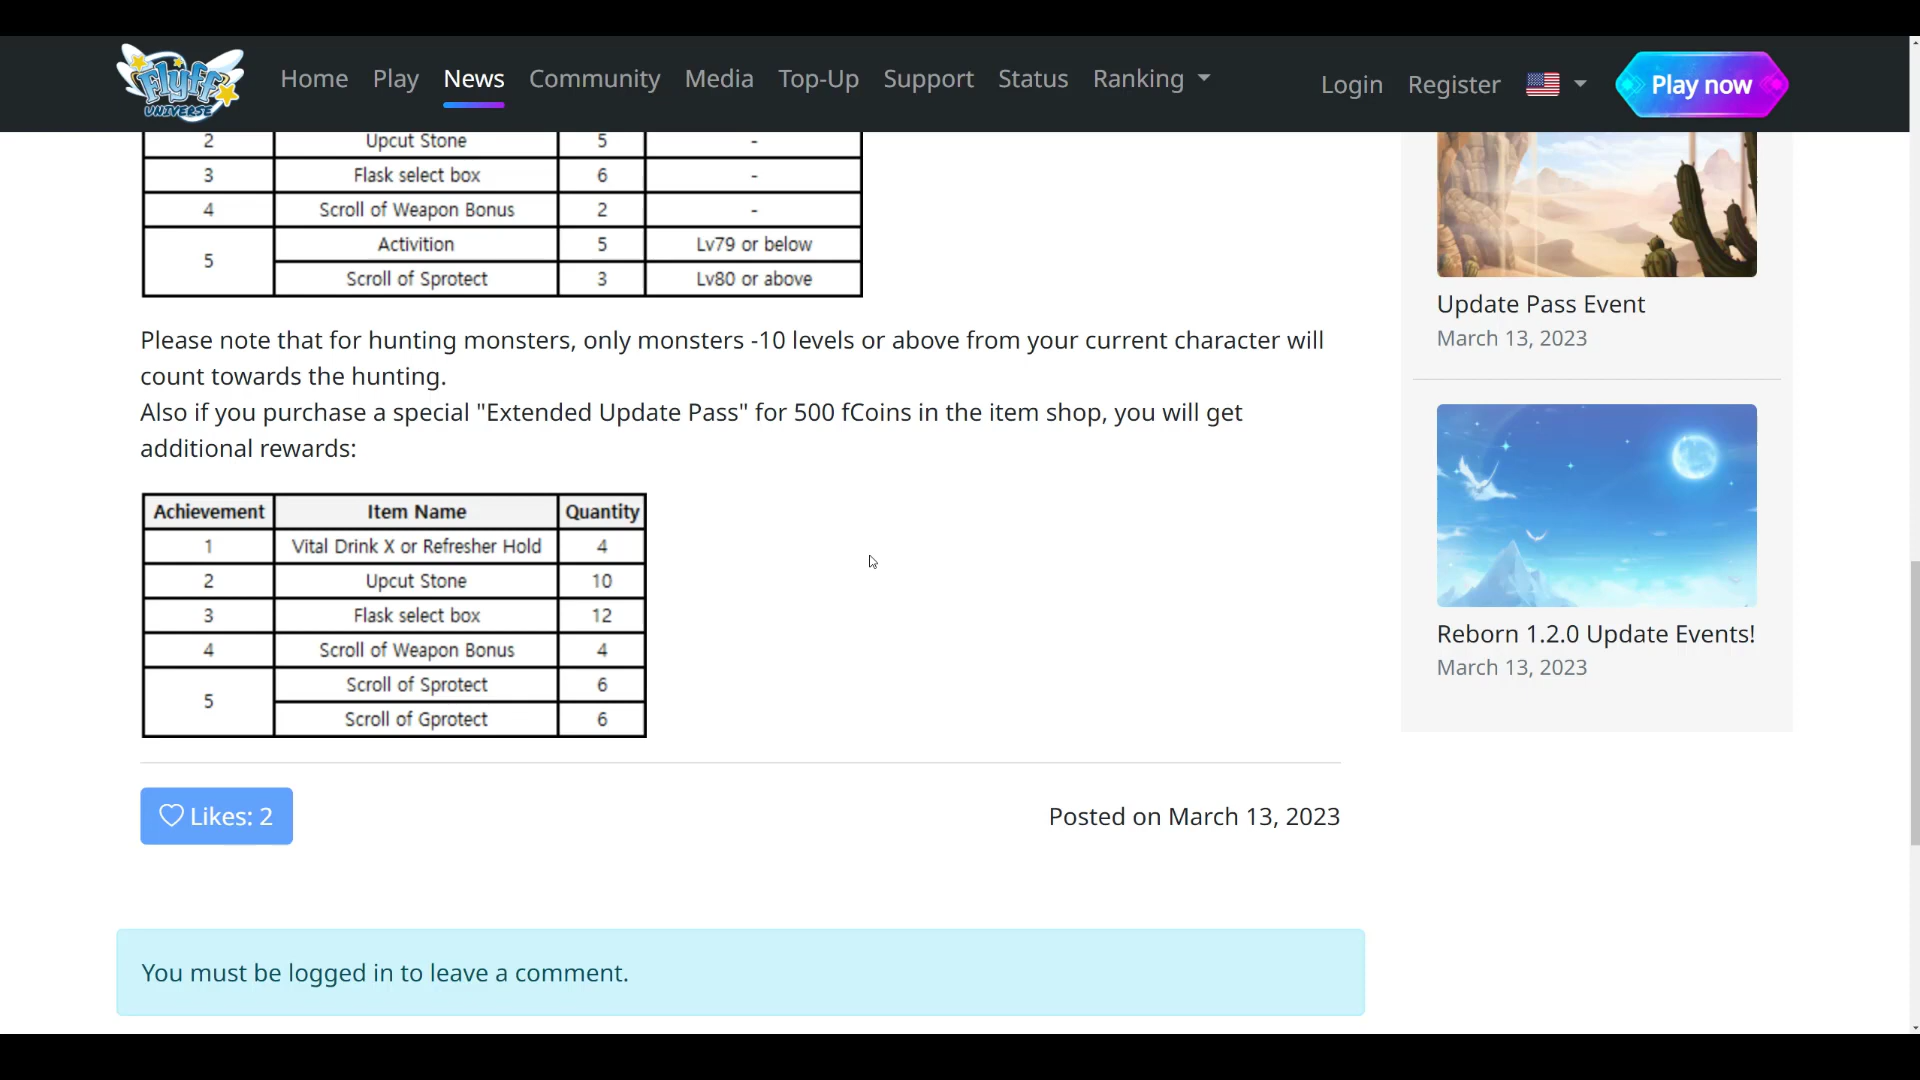 Flyff
UNIVERSE
Home Play News Community Media Top-Up Support Status Ranking
Login Register Play now
2 Upcut Stone 5 -
3 Flask select box 6 -
4 Scroll of Weapon Bonus 2 -
5 Activition 5 Lv79 or below
Scroll of Sprotect 3 Lv80 or above
Please note that for hunting monsters, only monsters -10 levels or above from your current character will
count towards the hunting.
Also if you purchase a special "Extended Update Pass" for 500 fCoins in the item shop, you will get
additional rewards:
Achievement Item Name Quantity
1 Vital Drink X or Refresher Hold 4
2 Upcut Stone 10
3 Flask select box 12
4 Scroll of Weapon Bonus 4
5 Scroll of Sprotect 6
Scroll of Gprotect 6
Likes: 2
Posted on March 13, 2023
You must be logged in to leave a comment.
Update Pass Event
March 13, 2023
Reborn 1.2.0 Update Events!
March 13, 2023